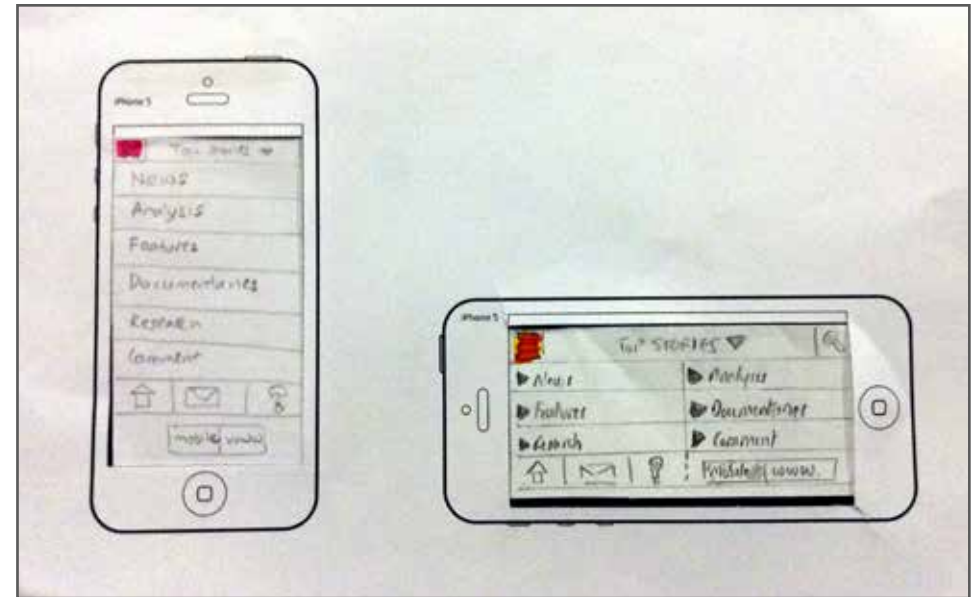 iPhone 5
Top Stories
News
Analysis
Features
Documentaries
Research
Comment
mobile www
iPhone 5
TOP STORIES
News Analysis
Features Documentaries
Research Comment
mobile www.